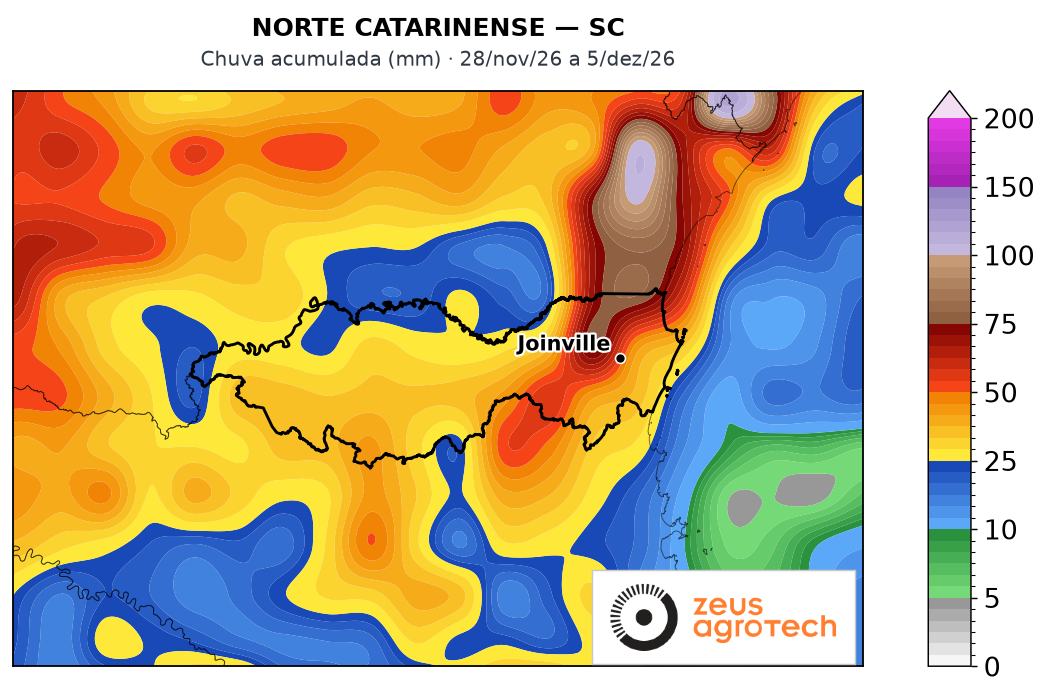 NORTE CATARINENSE — SC
Chuva acumulada (mm) · 28/nov/26 a 5/dez/26
200
150
100
75
50
25
10
5
0
Joinville
zeus
agrotech